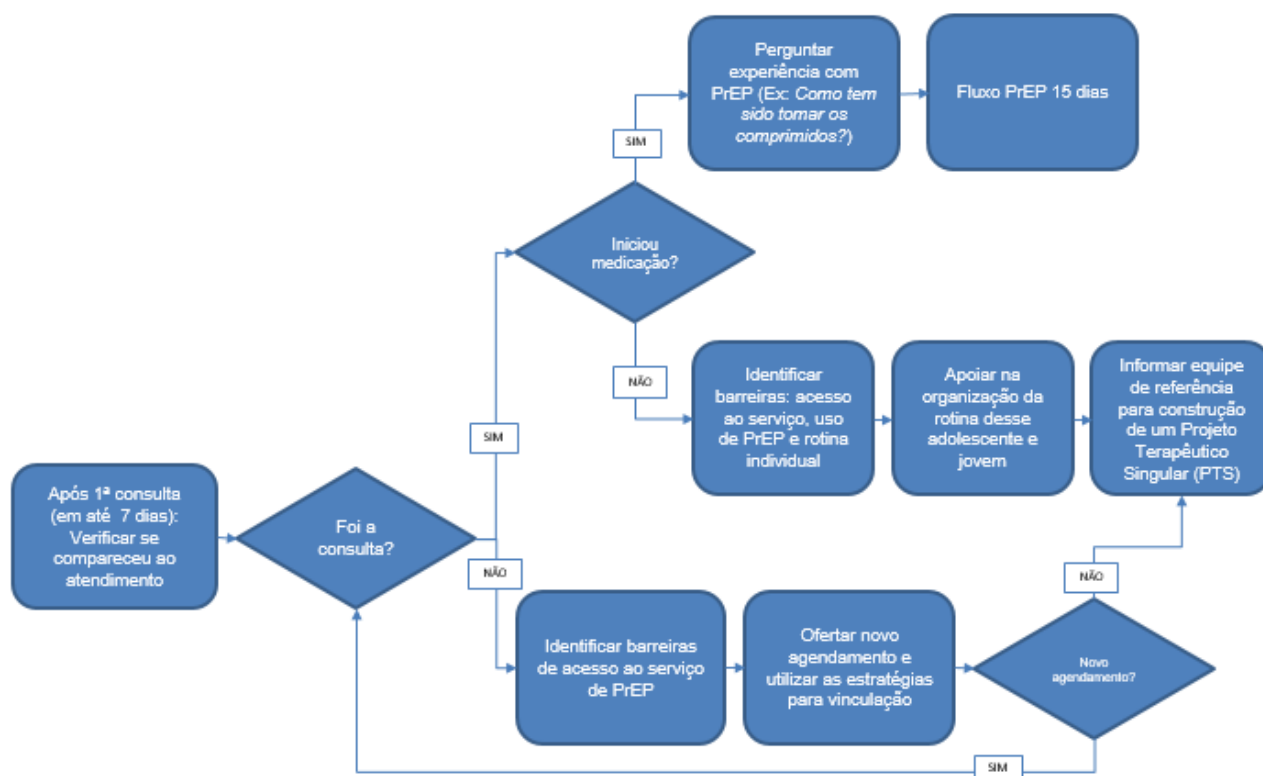 Perguntar
experiência com
PrEP (Ex: Como tem
sido tomar os
comprimidos?)
Fluxo PrEP 15 dias
SIM
Iniciou
medicação?
NÃO
Identificar
barreiras: acesso
ao serviço, uso
de PrEP e rotina
individual
Apoiar na
organização da
rotina desse
adolescente e
jovem
Informar equipe
de referência
para construção
de um Projeto
Terapêutico
Singular (PTS)
SIM
Após 1ª consulta
(em até 7 dias):
Verificar se
compareceu ao
atendimento
Foi a
consulta?
NÃO
Identificar barreiras
de acesso ao serviço
de PrEP
Ofertar novo
agendamento e
utilizar as estratégias
para vinculação
NÃO
Novo
agendamento?
SIM